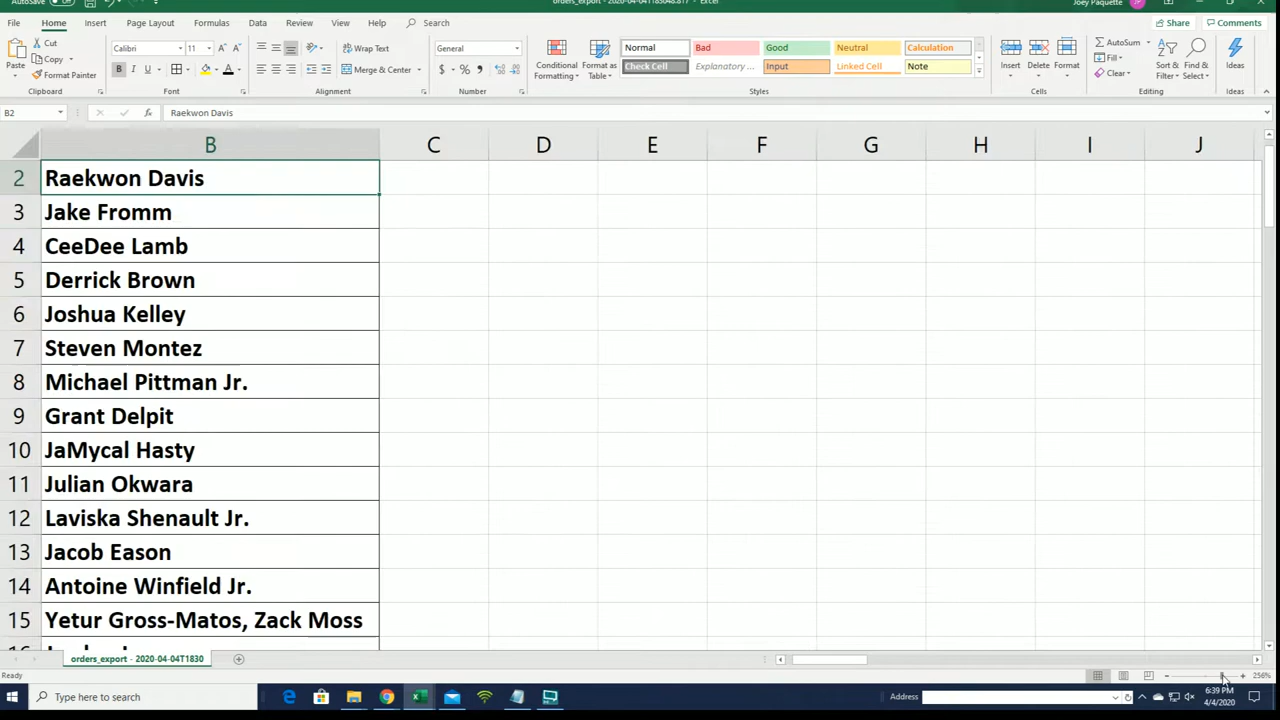 AutoSave Off orders_export - 2020-04-04T183048.817 - Excel Joey Paquette JP
File Home Insert Page Layout Formulas Data Review View Help Search Share Comments
Paste Cut Copy Format Painter Clipboard
Calibri 11 B I U A Font
Wrap Text Merge & Center Alignment
General $ % , Number
Conditional Formatting Format as Table
Normal Bad Good Neutral Calculation
Check Cell Explanatory ... Input Linked Cell Note
Styles
Insert Delete Format Cells
AutoSum Fill Clear Sort & Filter Find & Select Editing
Ideas Ideas
B2 fx Raekwon Davis
B C D E F G H I J
2 Raekwon Davis
3 Jake Fromm
4 CeeDee Lamb
5 Derrick Brown
6 Joshua Kelley
7 Steven Montez
8 Michael Pittman Jr.
9 Grant Delpit
10 JaMycal Hasty
11 Julian Okwara
12 Laviska Shenault Jr.
13 Jacob Eason
14 Antoine Winfield Jr.
15 Yetur Gross-Matos, Zack Moss
orders_export - 2020-04-04T1830
Ready 256%
Type here to search Address 6:39 PM
4/4/2020